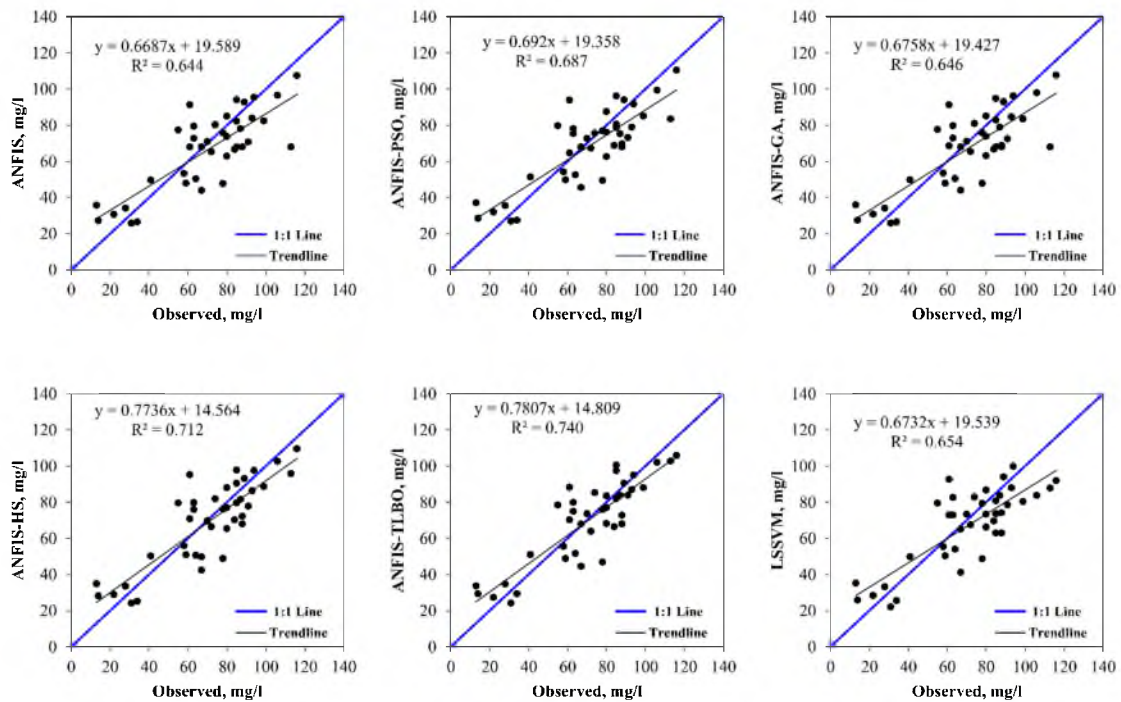 140
120
100
80
60
40
20
0
ANFIS, mg/l
y = 0.6687x + 19.589
R² = 0.644
1:1 Line
Trendline
0 20 40 60 80 100 120 140
Observed, mg/l
140
120
100
80
60
40
20
0
ANFIS-PSO, mg/l
y = 0.692x + 19.358
R² = 0.687
1:1 Line
Trendline
0 20 40 60 80 100 120 140
Observed, mg/l
140
120
100
80
60
40
20
0
ANFIS-GA, mg/l
y = 0.6758x + 19.427
R² = 0.646
1:1 Line
Trendline
0 20 40 60 80 100 120 140
Observed, mg/l
140
120
100
80
60
40
20
0
ANFIS-HS, mg/l
y = 0.7736x + 14.564
R² = 0.712
1:1 Line
Trendline
0 20 40 60 80 100 120 140
Observed, mg/l
140
120
100
80
60
40
20
0
ANFIS-TLBO, mg/l
y = 0.7807x + 14.809
R² = 0.740
1:1 Line
Trendline
0 20 40 60 80 100 120 140
Observed, mg/l
140
120
100
80
60
40
20
0
LSSVM, mg/l
y = 0.6732x + 19.539
R² = 0.654
1:1 Line
Trendline
0 20 40 60 80 100 120 140
Observed, mg/l